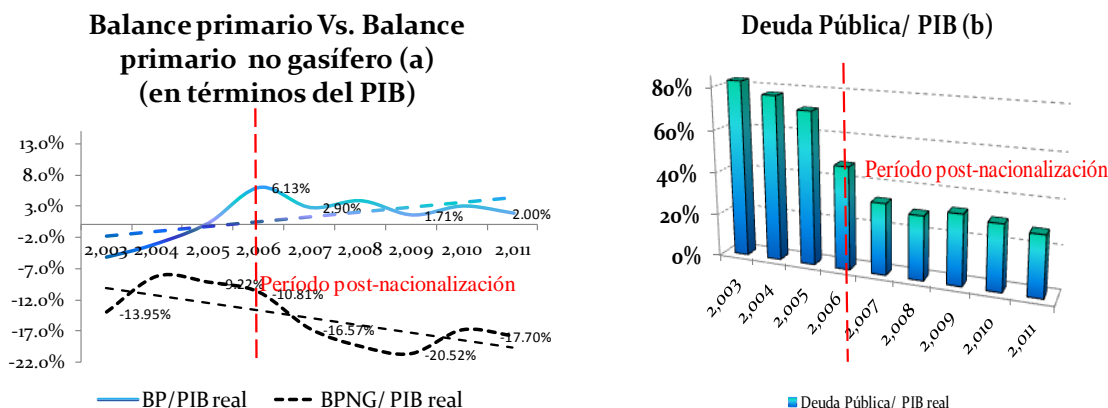 Balance primario Vs. Balance
primario no gasífero (a)
(en términos del PIB)
13.0%
8.0%
3.0%
-2.0%
-7.0%
-12.0%
-17.0%
-22.0%
6.13%
2.90%
1.71%
2.00%
2,003 2,004 2,005 2,006 2,007 2,008 2,009 2,010 2,011
-9.22%
Período post-nacionalización
-10.81%
-13.95%
-16.57%
-17.70%
-20.52%
BP/PIB real BPNG/ PIB real
Deuda Pública/ PIB (b)
80%
60%
40%
20%
0%
Período post-nacionalización
2,003 2,004 2,005 2,006 2,007 2,008 2,009 2,010 2,011
Deuda Pública/ PIB real